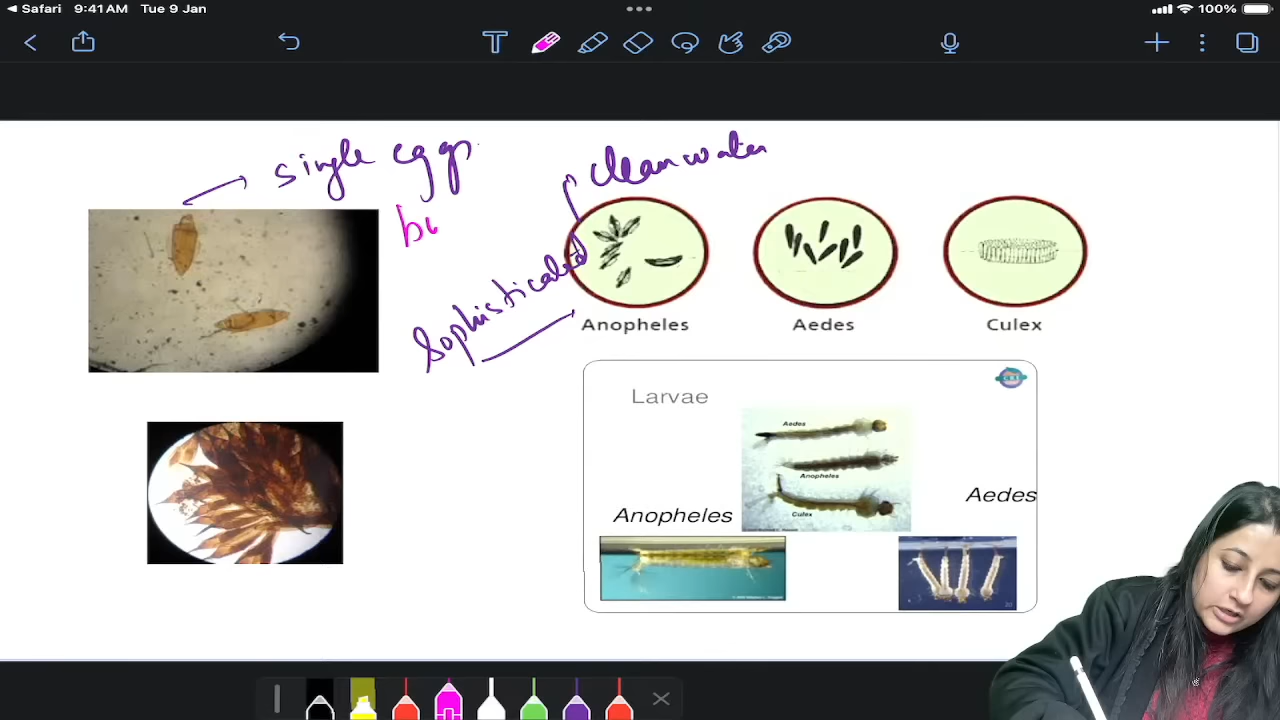 Safari 9:41 AM Tue 9 Jan
100%
single eggs
clean water
Sophisticated
Anopheles Aedes Culex
Larvae
Aedes
Anopheles
Culex
Anopheles
Aedes